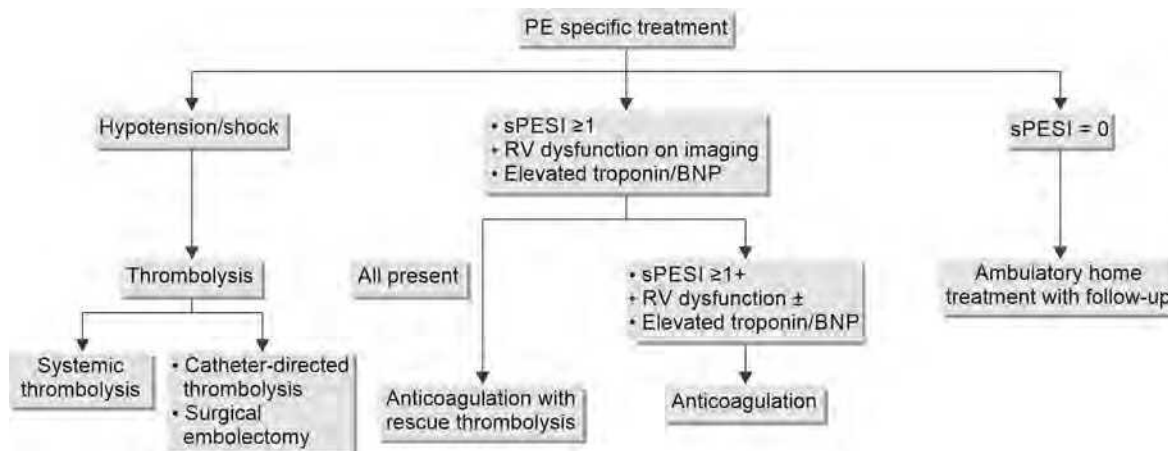 PE specific treatment
Hypotension/shock
• sPESI ≥1
+ RV dysfunction on imaging
• Elevated troponin/BNP
sPESI = 0
Thrombolysis
All present
• sPESI ≥1+
+ RV dysfunction ±
• Elevated troponin/BNP
Ambulatory home
treatment with follow-up
Systemic
thrombolysis
• Catheter-directed
thrombolysis
• Surgical
embolectomy
Anticoagulation with
rescue thrombolysis
Anticoagulation